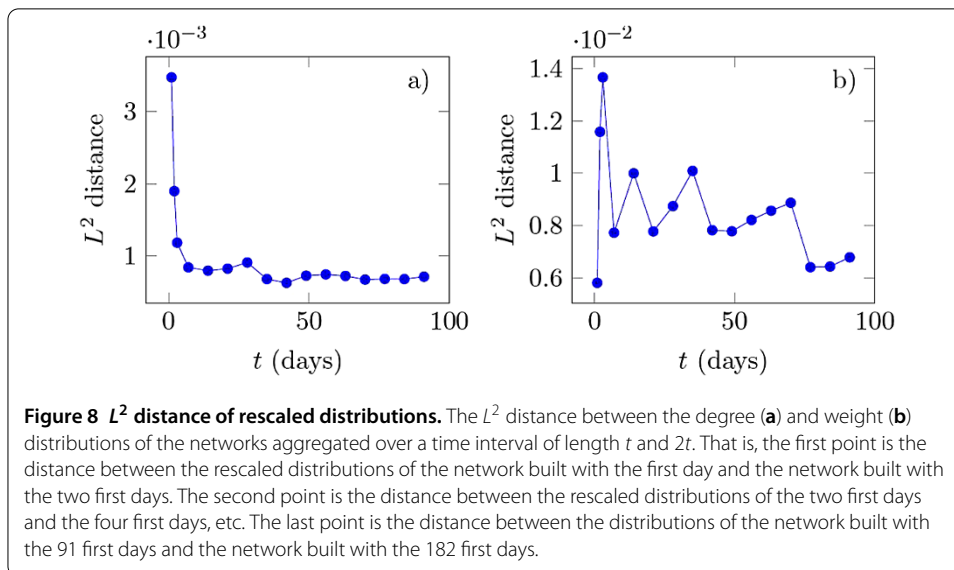 ·10⁻³
a)
3
2
1
L² distance
0
50
100
t (days)
·10⁻²
b)
1.4
1.2
1
0.8
0.6
L² distance
0
50
100
t (days)
Figure 8 L² distance of rescaled distributions. The L² distance between the degree (a) and weight (b)
distributions of the networks aggregated over a time interval of length t and 2t. That is, the first point is the
distance between the rescaled distributions of the network built with the first day and the network built with
the two first days. The second point is the distance between the rescaled distributions of the two first days
and the four first days, etc. The last point is the distance between the distributions of the network built with
the 91 first days and the network built with the 182 first days.